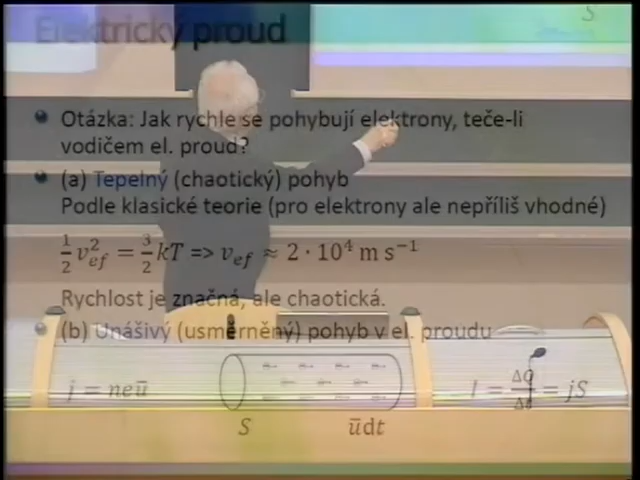 Elektrický proud
Otázka: Jak rychle se pohybují elektrony, teče-li
vodičem el. proud?
(a) Tepelný (chaotický) pohyb
Podle klasické teorie (pro elektrony ale nepříliš vhodné)
½ v_ef² = 3/2 kT => v_ef ≈ 2 · 10⁴ m s⁻¹
Rychlost je značná, ale chaotická.
(b) Unášivý (usměrněný) pohyb v el. proudu
j = neū
I = ΔQ/Δt = jS
S ūdt